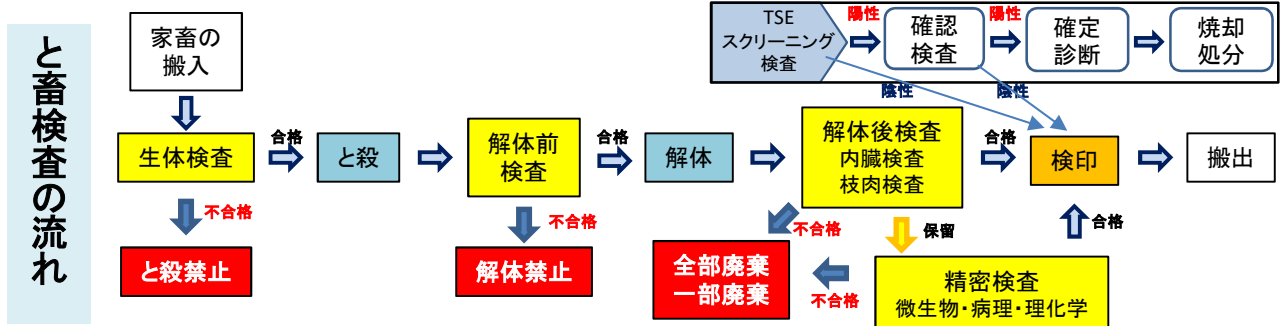 と畜検査の流れ
家畜の
搬入
生体検査
合格
と殺
解体前
検査
合格
解体
解体後検査
内臓検査
枝肉検査
合格
検印
搬出
不合格
と殺禁止
不合格
解体禁止
不合格
全部廃棄
一部廃棄
保留
不合格
精密検査
微生物・病理・理化学
合格
TSE
スクリーニング
検査
陽性
確認
検査
陽性
確定
診断
焼却
処分
陰性
陰性